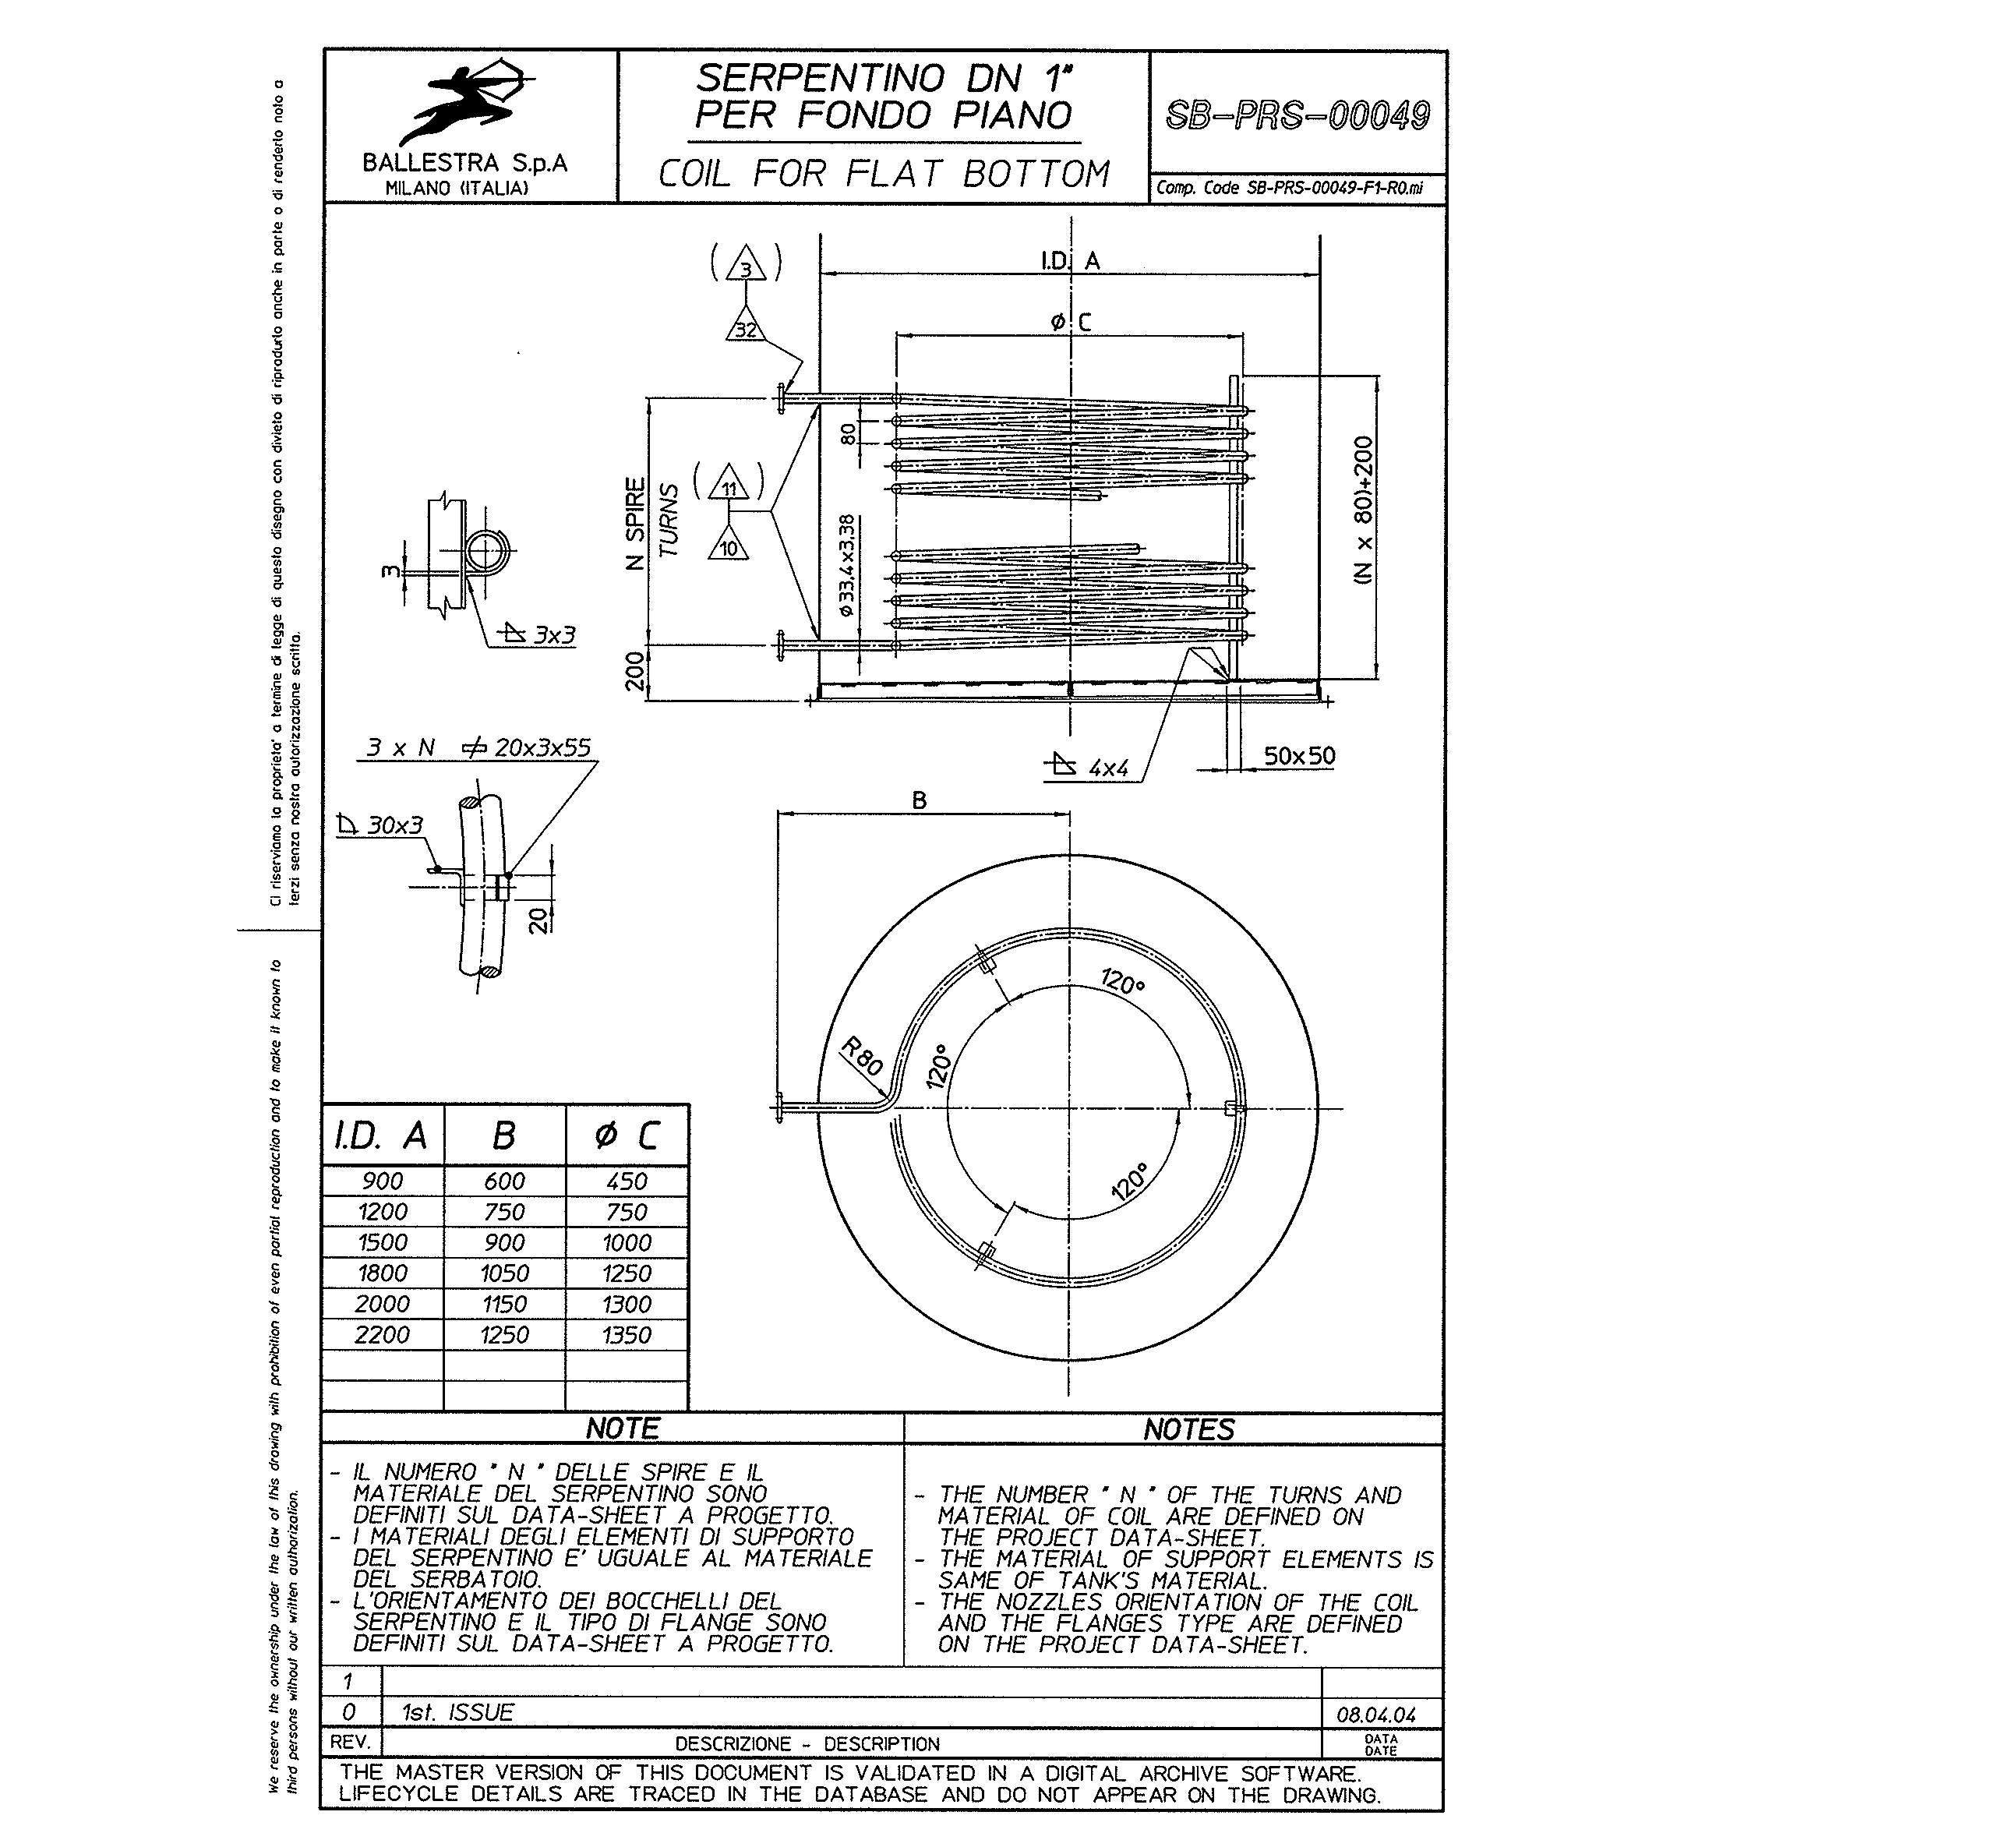 BALLESTRA S.p.A
MILANO (ITALIA)
SERPENTINO DN 1"
PER FONDO PIANO
COIL FOR FLAT BOTTOM
SB-PRS-00049
Comp. Code SB-PRS-00049-F1-R0.mi
Ci riserviamo la proprieta' a termine di legge di questo disegno con divieto di riprodurlo anche in parte o di renderlo noto a
terzi senza nostra autorizzazione scritta.
We reserve the ownership under the law of this drawing with prohibition of even partial reproduction and to make it known to
third persons without our written authorization.
( 3 )
32
I.D. A
ø C
80
( 11 )
10
N SPIRE
TURNS
ø 33.4 x3.38
(N x 80)+200
200
3
3x3
4x4
50x50
3 x N 20x3x55
30x3
20
B
R80
120°
120°
120°
I.D. A B ø C
900 600 450
1200 750 750
1500 900 1000
1800 1050 1250
2000 1150 1300
2200 1250 1350
NOTE
- IL NUMERO " N " DELLE SPIRE E IL
MATERIALE DEL SERPENTINO SONO
DEFINITI SUL DATA-SHEET A PROGETTO.
- I MATERIALI DEGLI ELEMENTI DI SUPPORTO
DEL SERPENTINO E' UGUALE AL MATERIALE
DEL SERBATOIO.
- L'ORIENTAMENTO DEI BOCCHELLI DEL
SERPENTINO E IL TIPO DI FLANGE SONO
DEFINITI SUL DATA-SHEET A PROGETTO.
NOTES
- THE NUMBER " N " OF THE TURNS AND
MATERIAL OF COIL ARE DEFINED ON
THE PROJECT DATA-SHEET.
- THE MATERIAL OF SUPPORT ELEMENTS IS
SAME OF TANK'S MATERIAL.
- THE NOZZLES ORIENTATION OF THE COIL
AND THE FLANGES TYPE ARE DEFINED
ON THE PROJECT DATA-SHEET.
1
0 1st. ISSUE 08.04.04
REV. DESCRIZIONE - DESCRIPTION DATA
DATE
THE MASTER VERSION OF THIS DOCUMENT IS VALIDATED IN A DIGITAL ARCHIVE SOFTWARE.
LIFECYCLE DETAILS ARE TRACED IN THE DATABASE AND DO NOT APPEAR ON THE DRAWING.